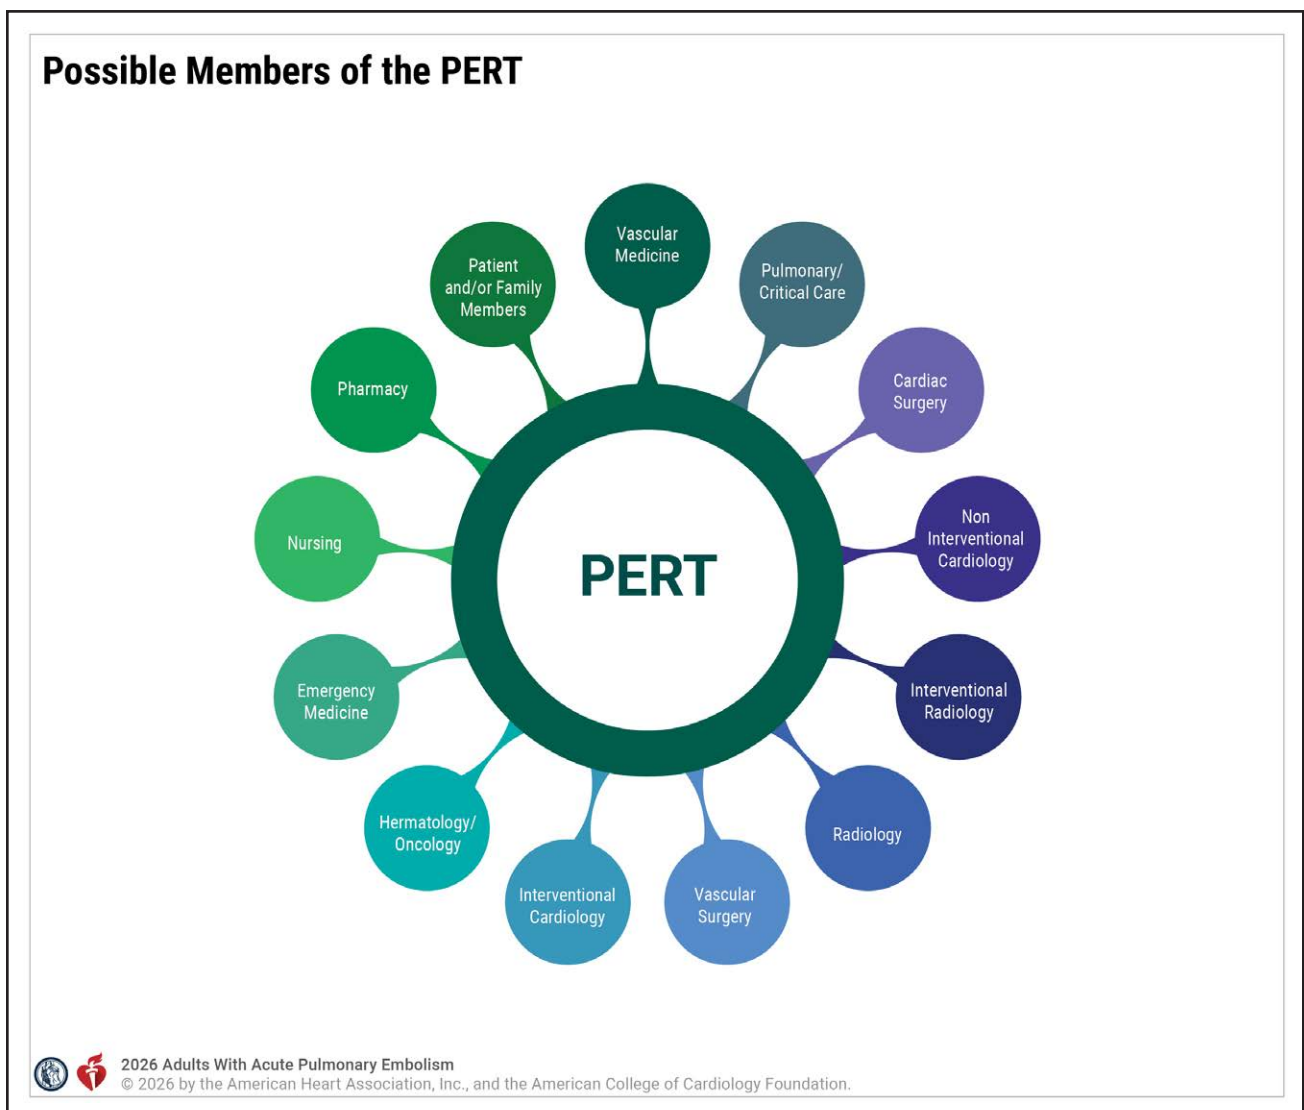 Possible Members of the PERT
Vascular
Medicine
Pulmonary/
Critical Care
Cardiac
Surgery
Non
Interventional
Cardiology
Interventional
Radiology
Radiology
Vascular
Surgery
Interventional
Cardiology
Hermatology/
Oncology
Emergency
Medicine
Nursing
Pharmacy
Patient
and/or Family
Members
PERT
2026 Adults With Acute Pulmonary Embolism
© 2026 by the American Heart Association, Inc., and the American College of Cardiology Foundation.